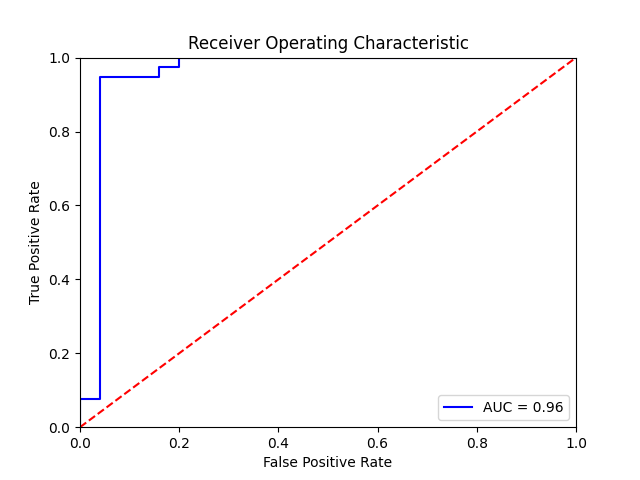 Receiver Operating Characteristic
True Positive Rate
1.0
0.8
0.6
0.4
0.2
0.0
AUC = 0.96
0.0 0.2 0.4 0.6 0.8 1.0
False Positive Rate